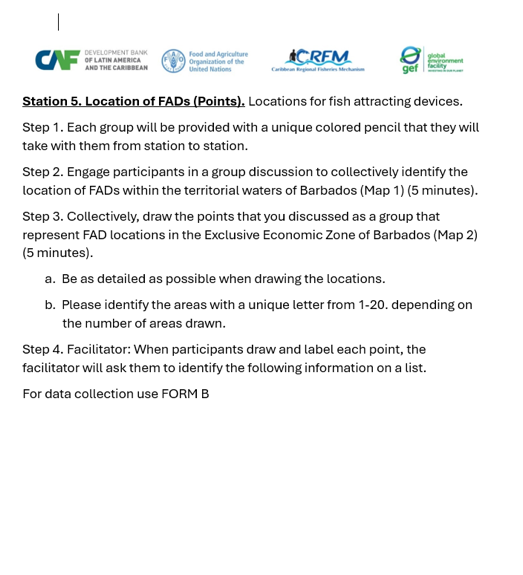 CAF DEVELOPMENT BANK
OF LATIN AMERICA
AND THE CARIBBEAN
FAO Food and Agriculture
Organization of the
United Nations
CRFM
Caribbean Regional Fisheries Mechanism
gef global
environment
facility
Station 5. Location of FADs (Points). Locations for fish attracting devices.
Step 1. Each group will be provided with a unique colored pencil that they will
take with them from station to station.
Step 2. Engage participants in a group discussion to collectively identify the
location of FADs within the territorial waters of Barbados (Map 1) (5 minutes).
Step 3. Collectively, draw the points that you discussed as a group that
represent FAD locations in the Exclusive Economic Zone of Barbados (Map 2)
(5 minutes).
a. Be as detailed as possible when drawing the locations.
b. Please identify the areas with a unique letter from 1-20. depending on
the number of areas drawn.
Step 4. Facilitator: When participants draw and label each point, the
facilitator will ask them to identify the following information on a list.
For data collection use FORM B